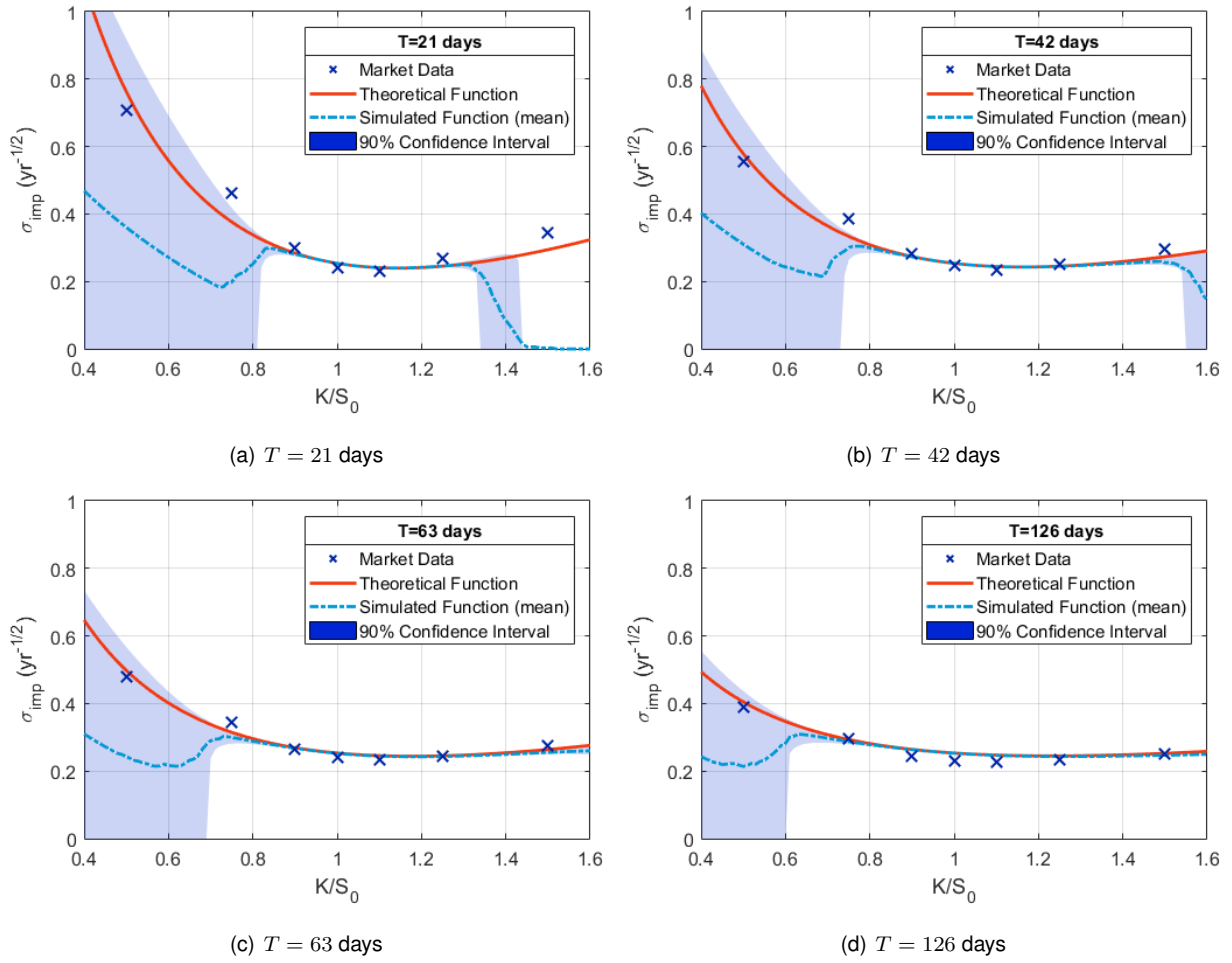 T=21 days
Market Data
Theoretical Function
Simulated Function (mean)
90% Confidence Interval
σ_imp (yr^-1/2)
1
0.8
0.6
0.4
0.2
0
0.4 0.6 0.8 1 1.2 1.4 1.6
K/S_0
(a) T = 21 days
T=42 days
Market Data
Theoretical Function
Simulated Function (mean)
90% Confidence Interval
σ_imp (yr^-1/2)
1
0.8
0.6
0.4
0.2
0
0.4 0.6 0.8 1 1.2 1.4 1.6
K/S_0
(b) T = 42 days
T=63 days
Market Data
Theoretical Function
Simulated Function (mean)
90% Confidence Interval
σ_imp (yr^-1/2)
1
0.8
0.6
0.4
0.2
0
0.4 0.6 0.8 1 1.2 1.4 1.6
K/S_0
(c) T = 63 days
T=126 days
Market Data
Theoretical Function
Simulated Function (mean)
90% Confidence Interval
σ_imp (yr^-1/2)
1
0.8
0.6
0.4
0.2
0
0.4 0.6 0.8 1 1.2 1.4 1.6
K/S_0
(d) T = 126 days